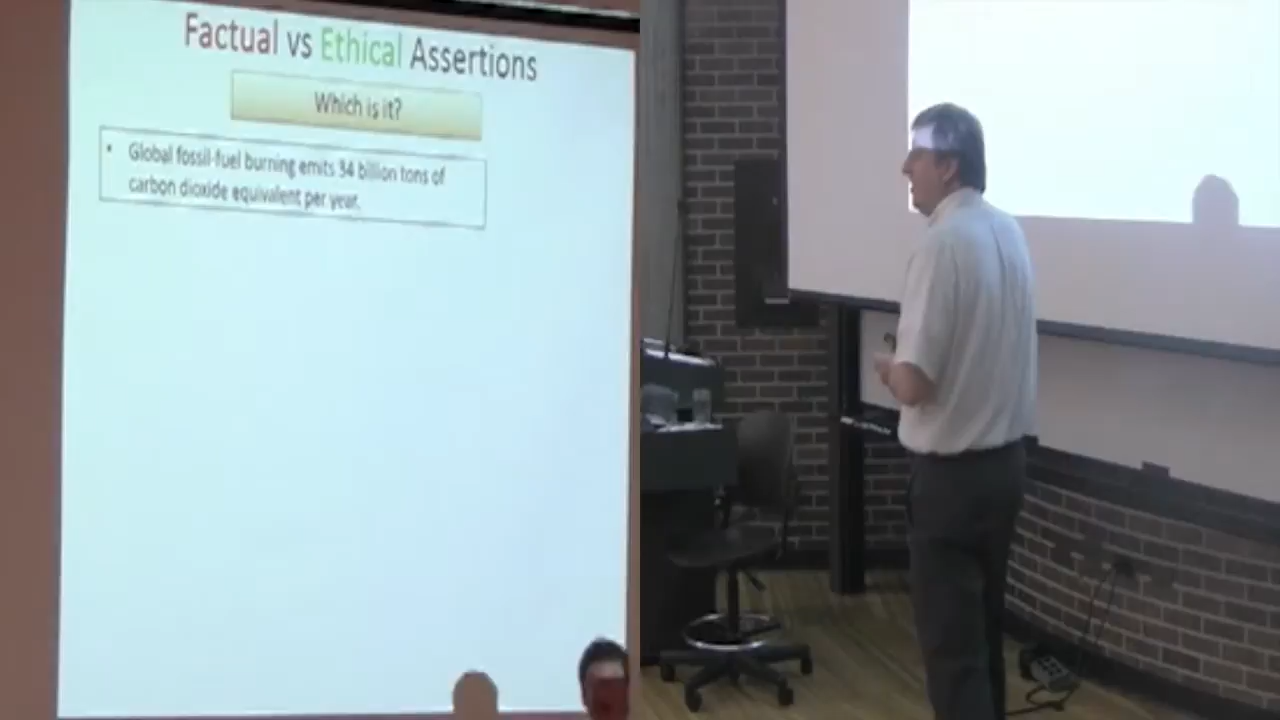 Factual vs Ethical Assertions
Which is it?
• Global fossil-fuel burning emits 34 billion tons of
carbon dioxide equivalent per year.